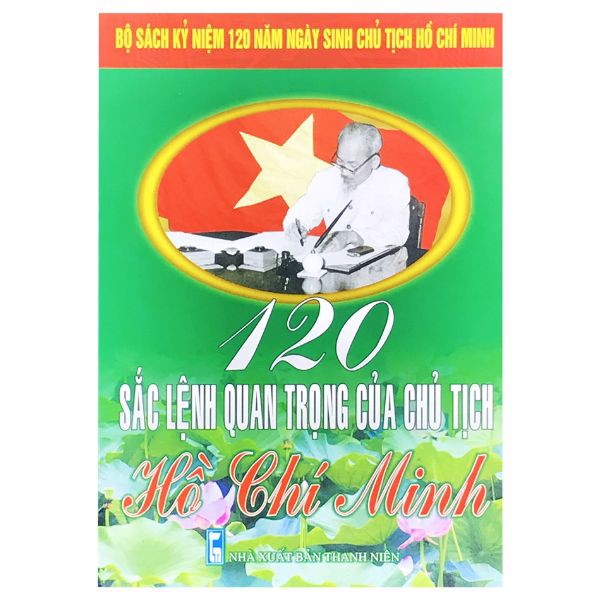 BỘ SÁCH KỶ NIỆM 120 NĂM NGÀY SINH CHỦ TỊCH HỒ CHÍ MINH
120
SẮC LỆNH QUAN TRỌNG CỦA CHỦ TỊCH
Hồ Chí Minh
NHÀ XUẤT BẢN THANH NIÊN